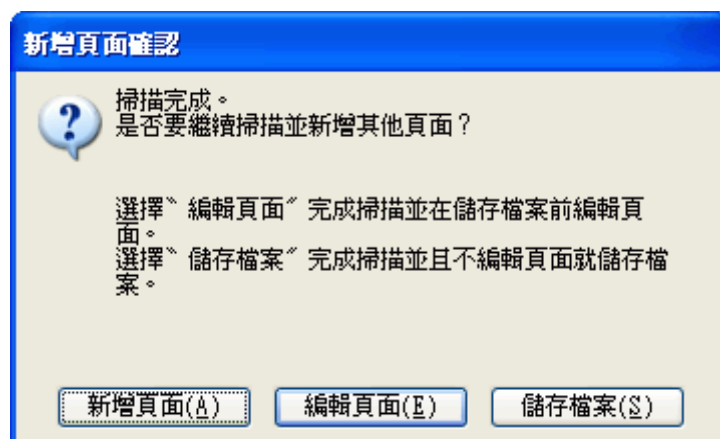 新增頁面確認
掃描完成。
是否要繼續掃描並新增其他頁面?
選擇〝編輯頁面〞完成掃描並在儲存檔案前編輯頁
面。
選擇〝儲存檔案〞完成掃描並且不編輯頁面就儲存檔
案。
新增頁面(A) 編輯頁面(E) 儲存檔案(S)